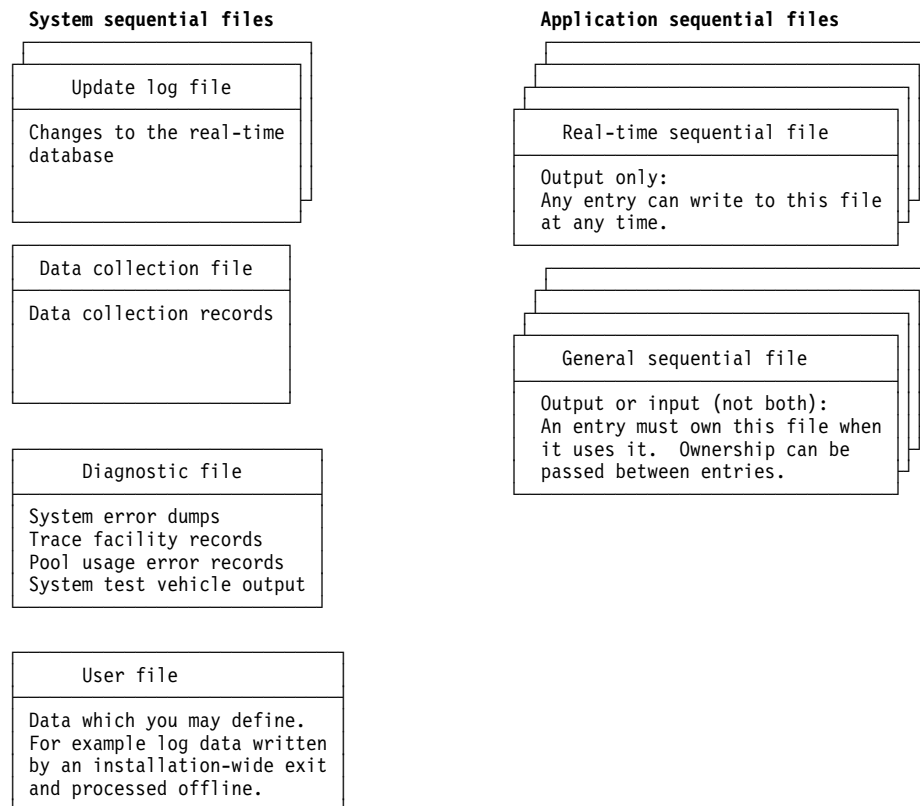 System sequential files
Update log file
Changes to the real-time
database
Data collection file
Data collection records
Diagnostic file
System error dumps
Trace facility records
Pool usage error records
System test vehicle output
User file
Data which you may define.
For example log data written
by an installation-wide exit
and processed offline.
Application sequential files
Real-time sequential file
Output only:
Any entry can write to this file
at any time.
General sequential file
Output or input (not both):
An entry must own this file when
it uses it.  Ownership can be
passed between entries.